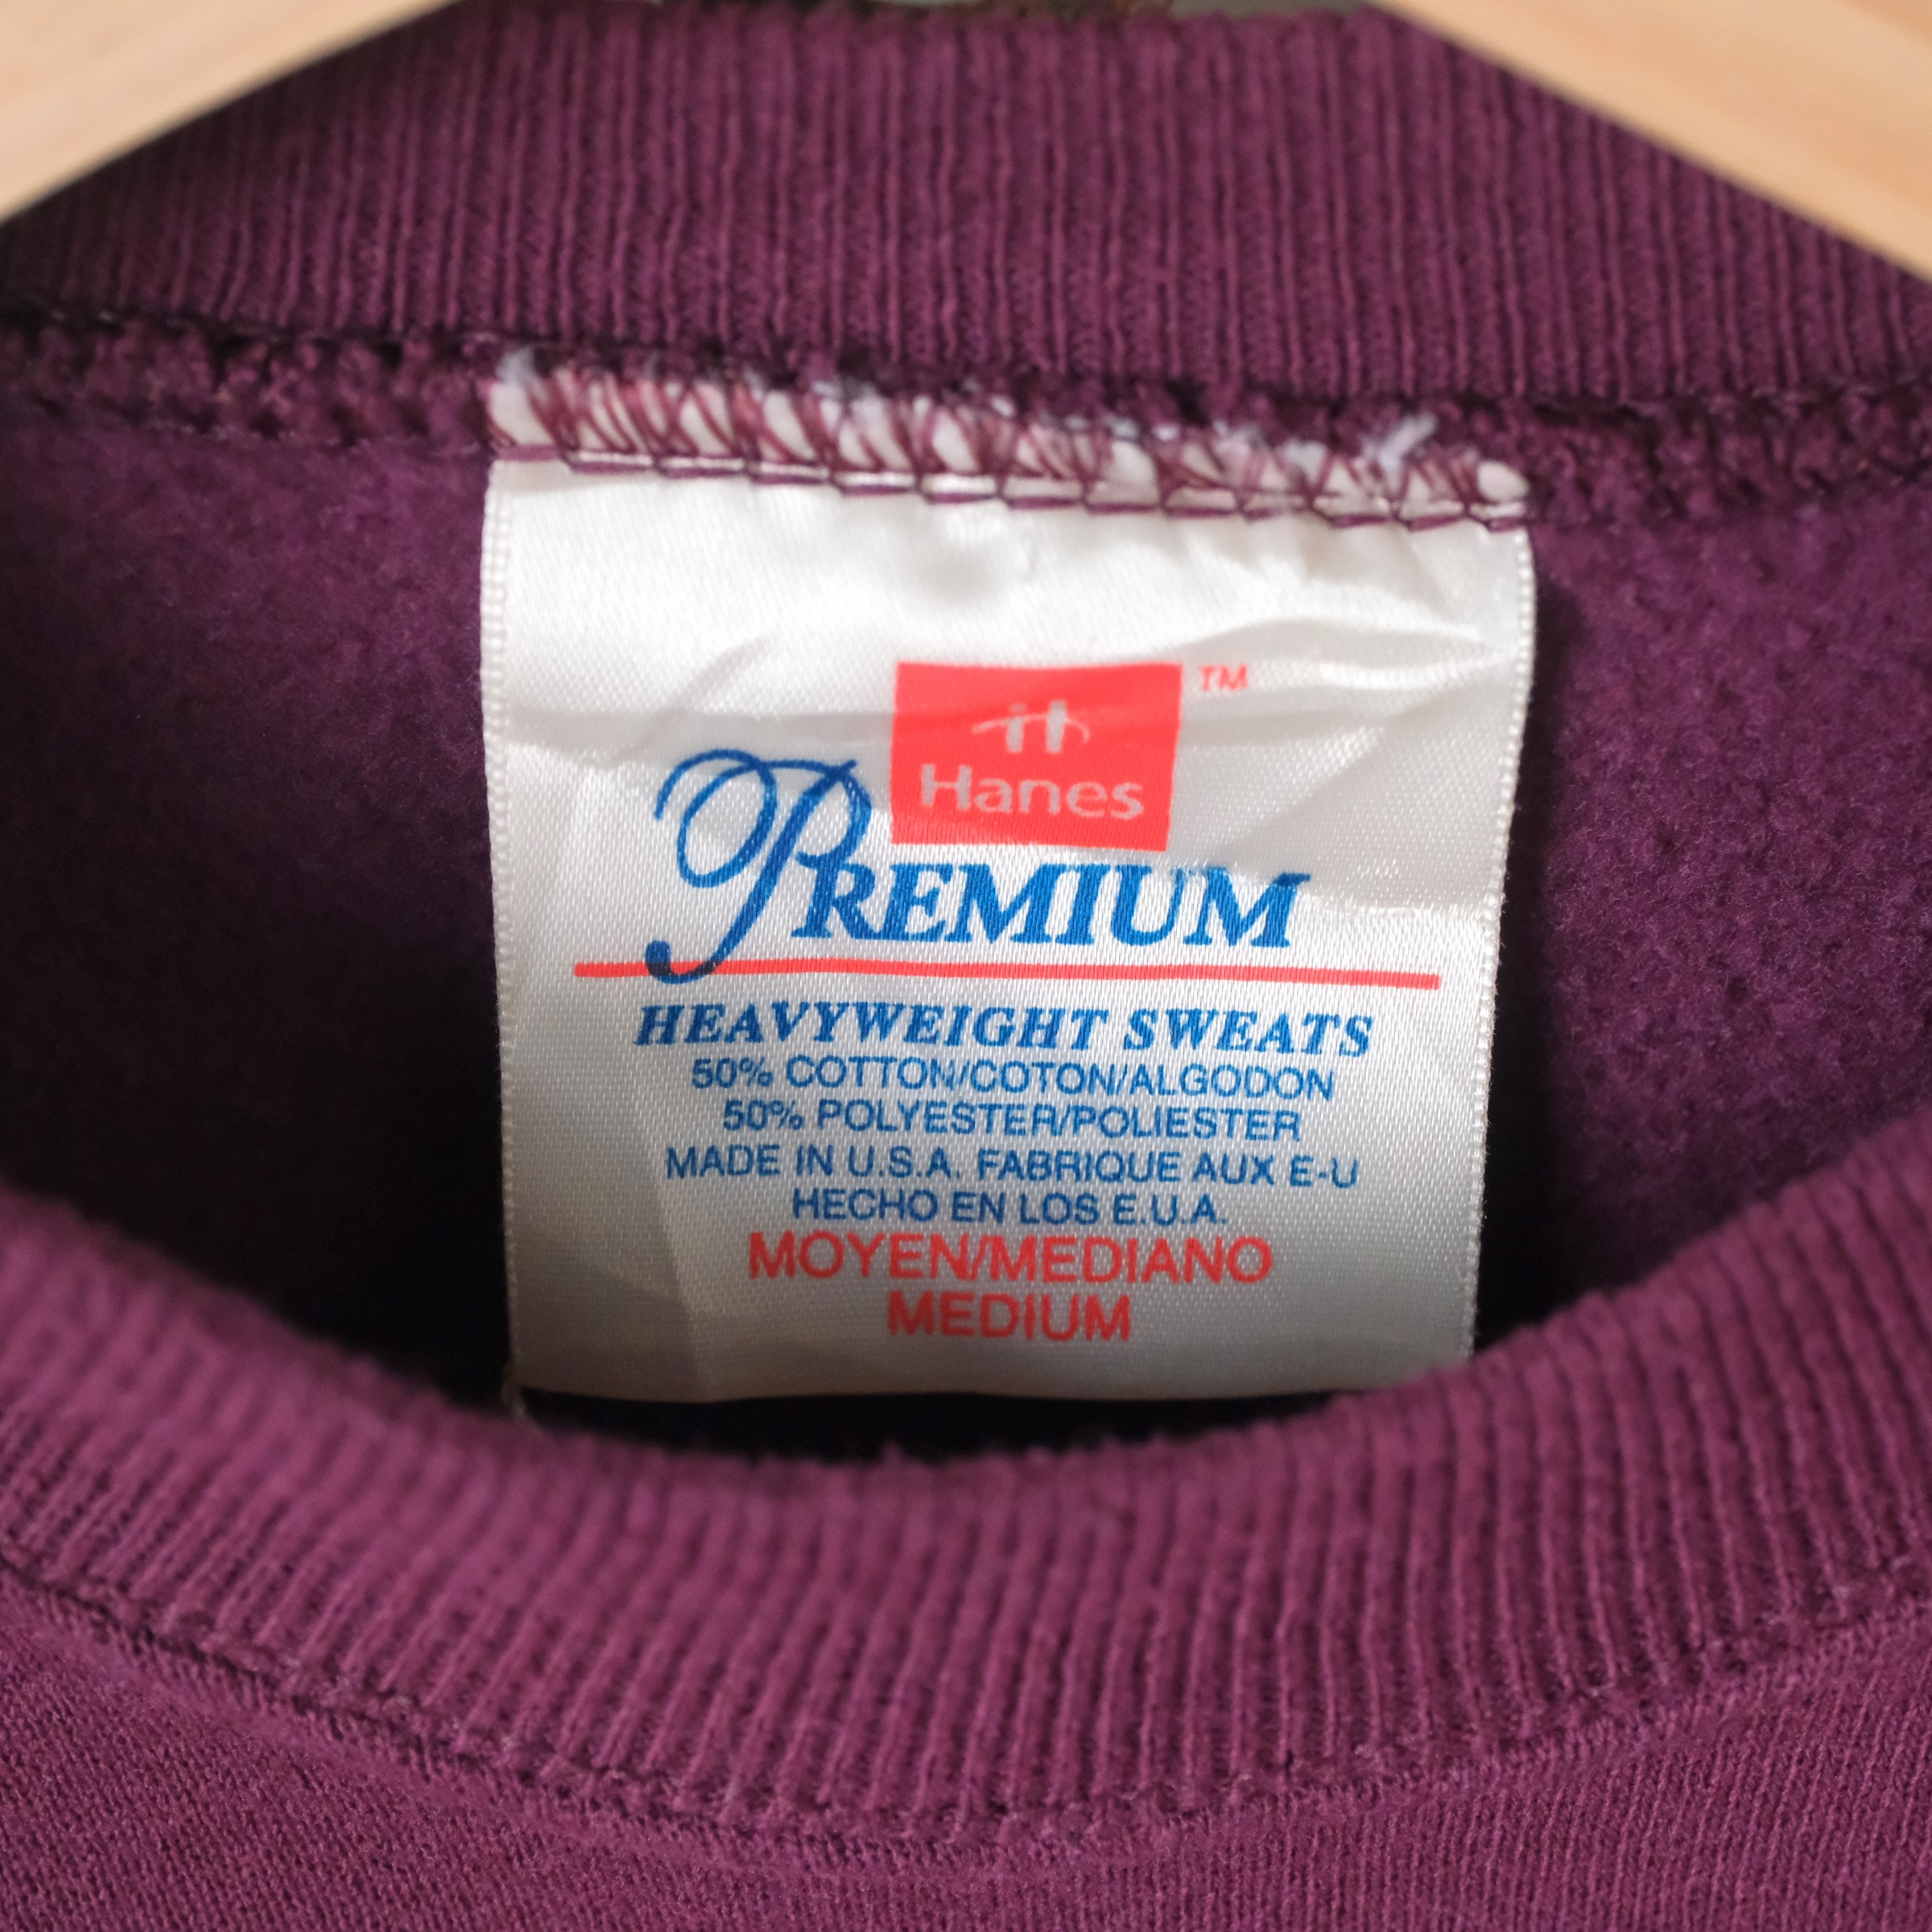 TM
Hanes
PREMIUM
HEAVYWEIGHT SWEATS
50% COTTON/COTON/ALGODON
50% POLYESTER/POLIESTER
MADE IN U.S.A. FABRIQUE AUX E-U
HECHO EN LOS E.U.A.
MOYEN/MEDIANO
MEDIUM